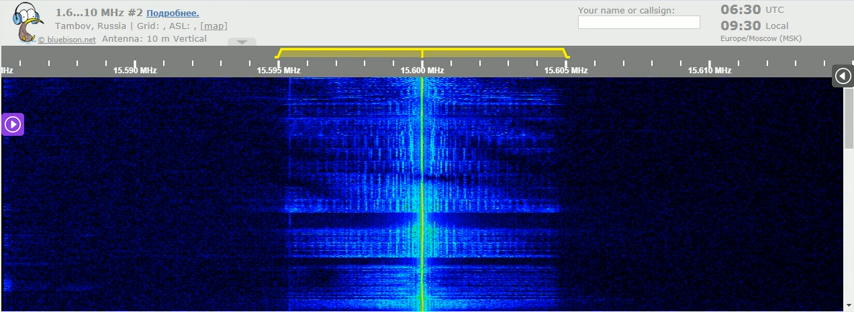 1.6...10 MHz #2 Подробнее.
Tambov, Russia | Grid: , ASL: , [map]
© bluebison.net Antenna: 10 m Vertical
Your name or callsign:
06:30 UTC
09:30 Local
Europe/Moscow (MSK)
Hz 15.590 MHz 15.595 MHz 15.600 MHz 15.605 MHz 15.610 MHz